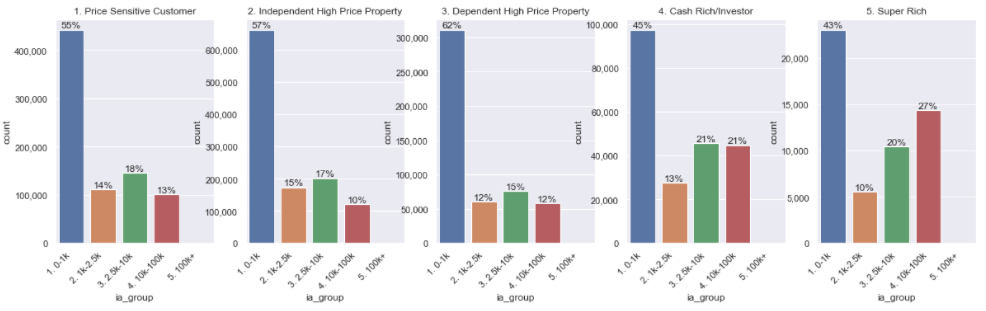 1. Price Sensitive Customer
2. Independent High Price Property
3. Dependent High Price Property
4. Cash Rich/Investor
5. Super Rich
55%
14%
18%
13%
400,000
300,000
200,000
100,000
0
count
1. 0-1k
2. 1k-2.5k
3. 2.5k-10k
4. 10k-100k
5. 100k+
ia_group
57%
15%
17%
10%
600,000
500,000
400,000
300,000
200,000
100,000
0
count
1. 0-1k
2. 1k-2.5k
3. 2.5k-10k
4. 10k-100k
5. 100k+
ia_group
62%
12%
15%
12%
300,000
250,000
200,000
150,000
100,000
50,000
0
count
1. 0-1k
2. 1k-2.5k
3. 2.5k-10k
4. 10k-100k
5. 100k+
ia_group
45%
13%
21%
21%
100,000
80,000
60,000
40,000
20,000
0
count
1. 0-1k
2. 1k-2.5k
3. 2.5k-10k
4. 10k-100k
5. 100k+
ia_group
43%
10%
20%
27%
20,000
15,000
10,000
5,000
0
count
1. 0-1k
2. 1k-2.5k
3. 2.5k-10k
4. 10k-100k
5. 100k+
ia_group